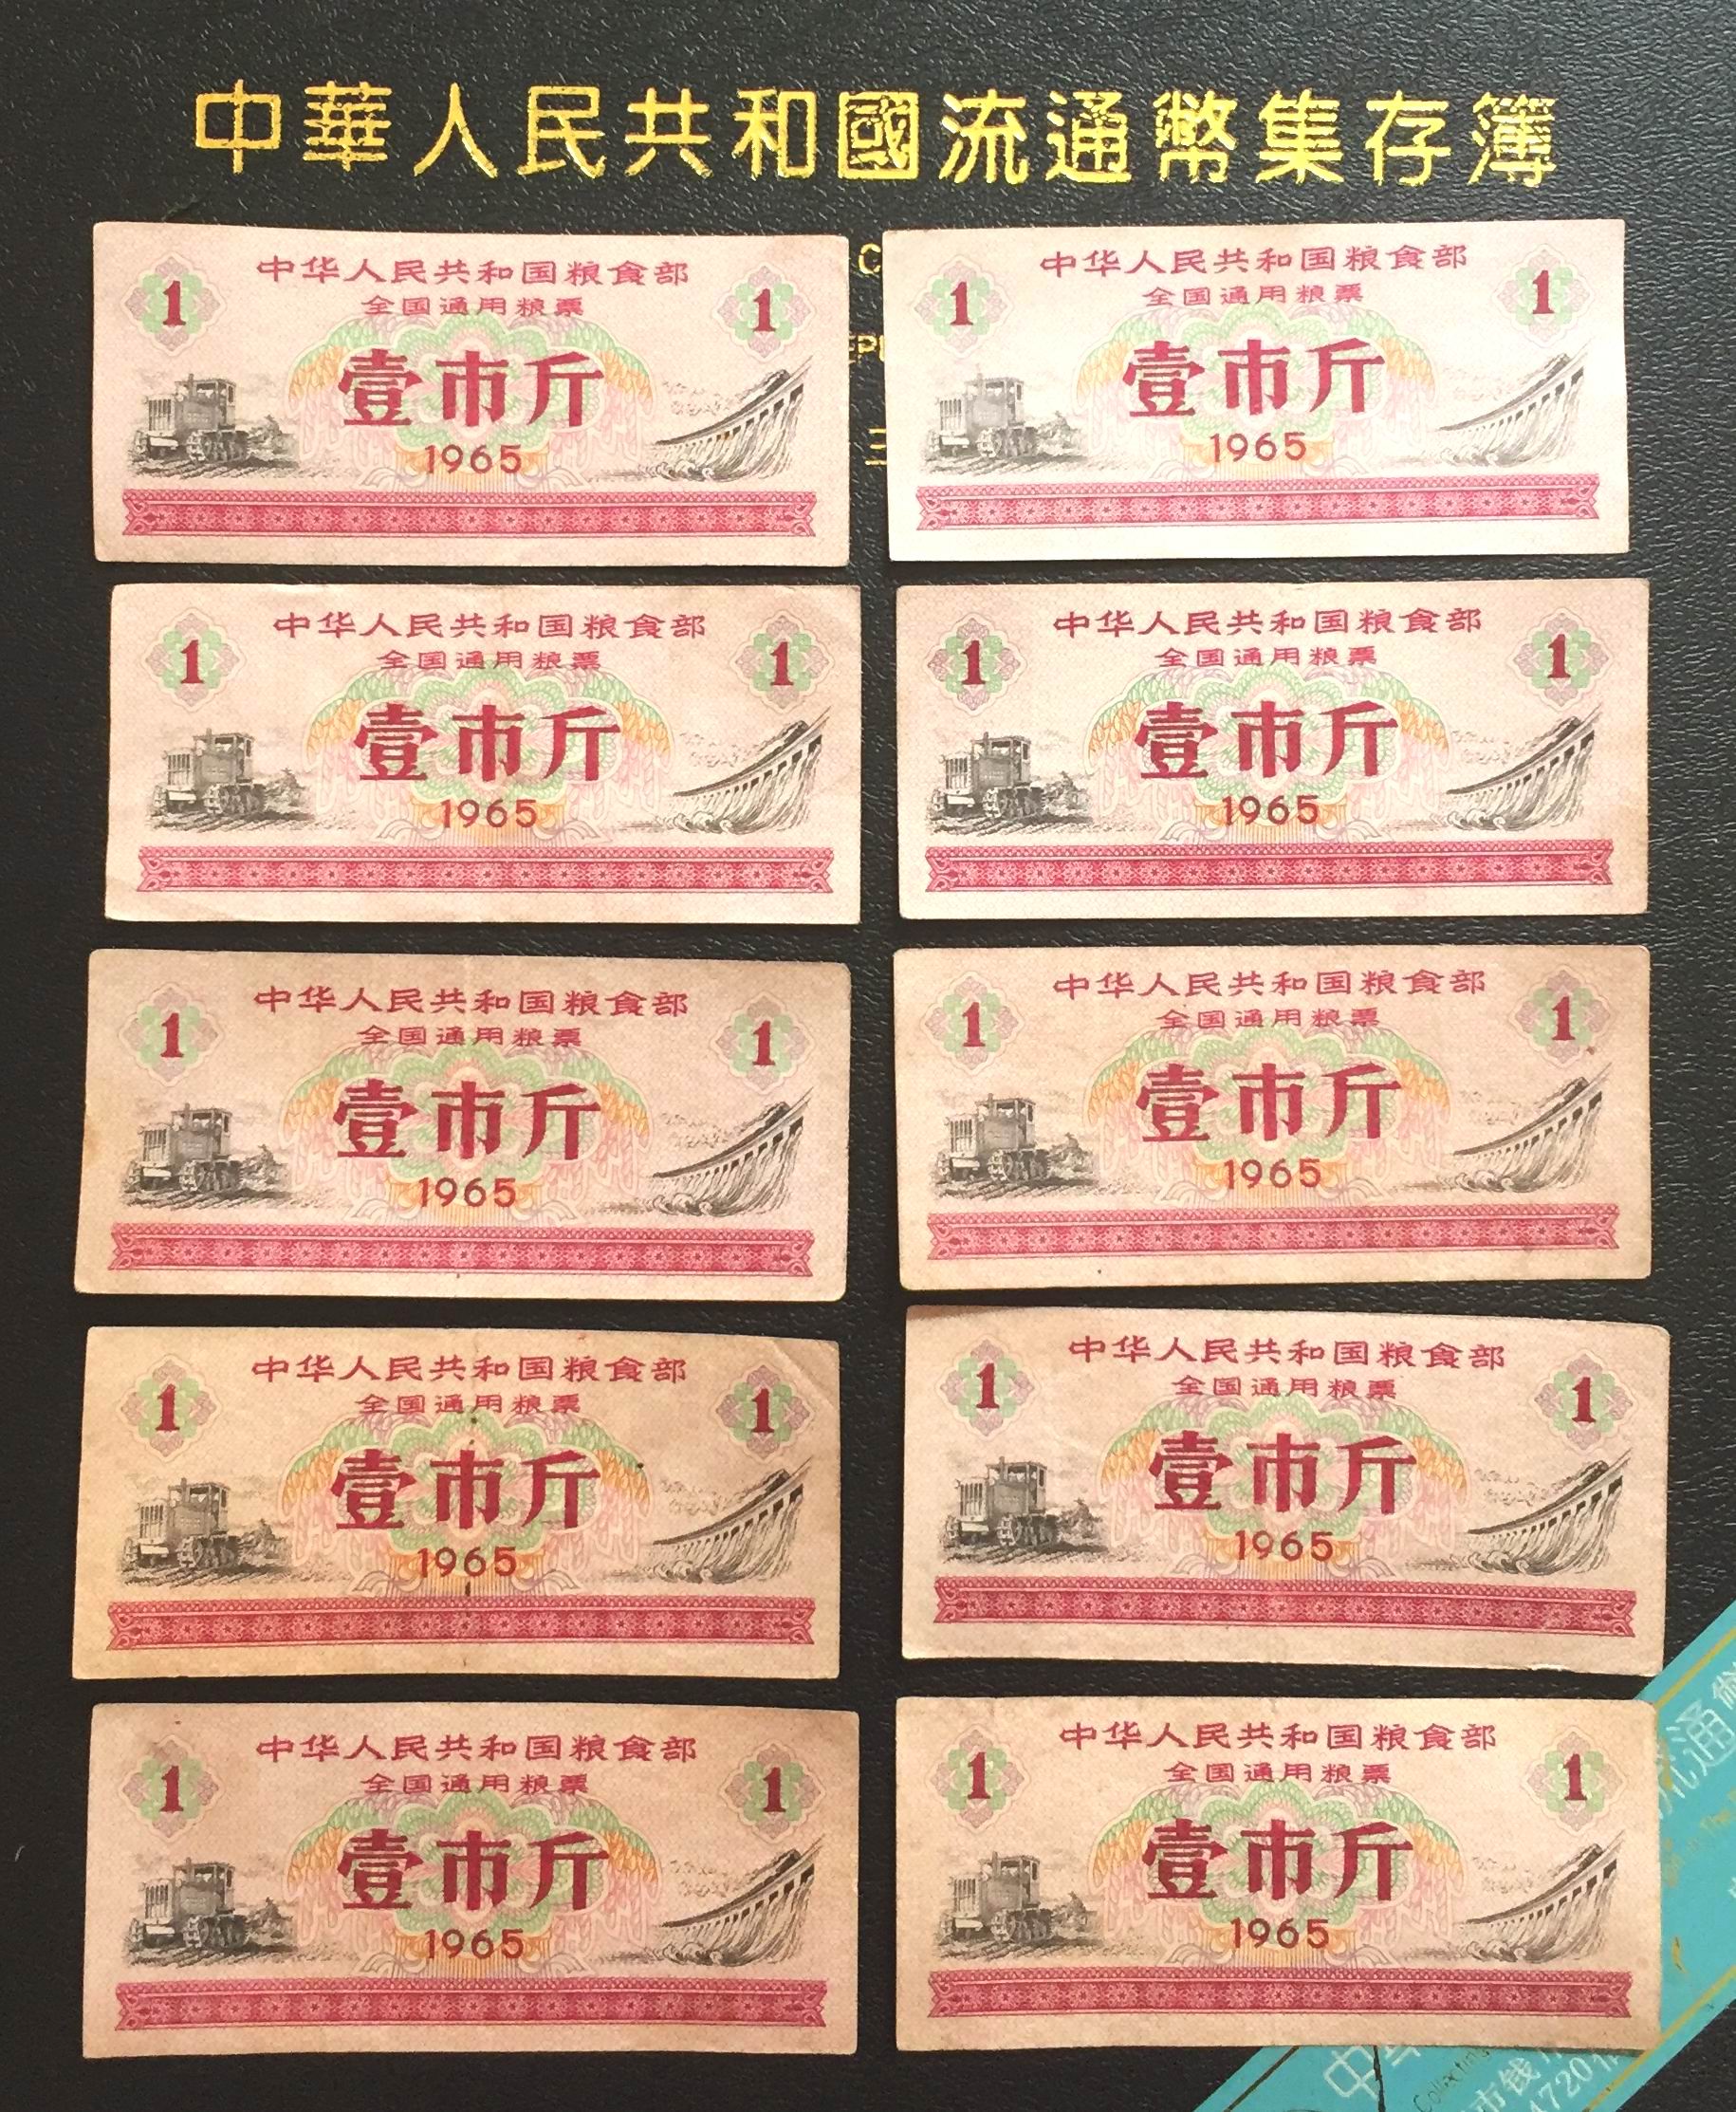 中華人民共和國流通幣集存簿
中华人民共和国粮食部
全国通用粮票
1
1
壹市斤
1965
中华人民共和国粮食部
全国通用粮票
1
1
壹市斤
1965
中华人民共和国粮食部
全国通用粮票
1
1
壹市斤
1965
中华人民共和国粮食部
全国通用粮票
1
1
壹市斤
1965
中华人民共和国粮食部
全国通用粮票
1
1
壹市斤
1965
中华人民共和国粮食部
全国通用粮票
1
1
壹市斤
1965
中华人民共和国粮食部
全国通用粮票
1
1
壹市斤
1965
中华人民共和国粮食部
全国通用粮票
1
1
壹市斤
1965
中华人民共和国粮食部
全国通用粮票
1
1
壹市斤
1965
中华人民共和国粮食部
全国通用粮票
1
1
壹市斤
1965
流通
The
Collecting
市钱
4720